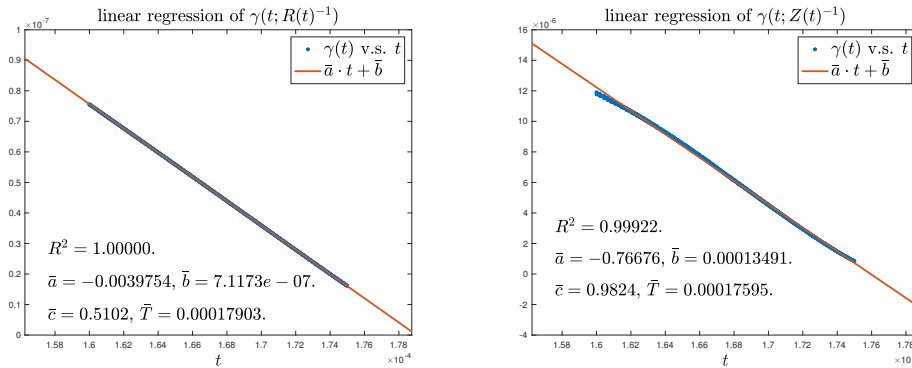 linear regression of γ(t; R(t)⁻¹)
×10⁻⁷
1
0.9
0.8
0.7
0.6
0.5
0.4
0.3
0.2
0.1
0
γ(t) v.s. t
ā · t + b̄
R² = 1.00000.
ā = −0.0039754, b̄ = 7.1173e − 07.
c̄ = 0.5102, T̄ = 0.00017903.
1.58 1.6 1.62 1.64 1.66 1.68 1.7 1.72 1.74 1.76 1.78
×10⁻⁴
t
linear regression of γ(t; Z(t)⁻¹)
×10⁻⁶
16
14
12
10
8
6
4
2
0
-2
-4
γ(t) v.s. t
ā · t + b̄
R² = 0.99922.
ā = −0.76676, b̄ = 0.00013491.
c̄ = 0.9824, T̄ = 0.00017595.
1.58 1.6 1.62 1.64 1.66 1.68 1.7 1.72 1.74 1.76 1.78
t